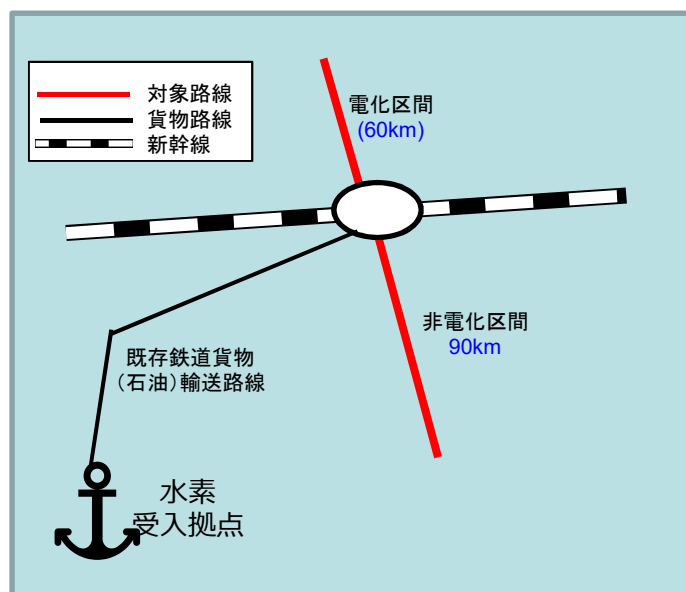 対象路線
貨物路線
新幹線
電化区間
(60km)
非電化区間
90km
既存鉄道貨物
（石油）輸送路線
水素
受入拠点